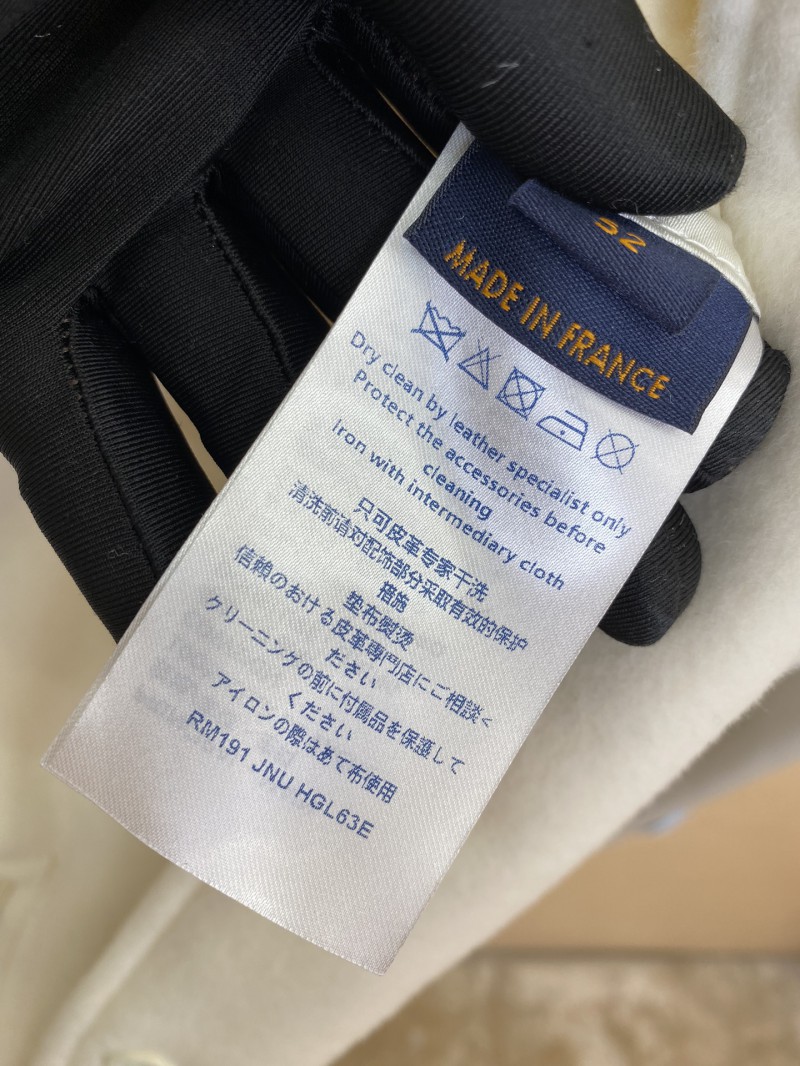 52
MADE IN FRANCE
Dry clean by leather specialist only
Protect the accessories before
cleaning
Iron with intermediary cloth
只可皮革专家干洗
清洗前请对配饰部分采取有效的保护
措施
垫布熨烫
信頼のおける皮革専門店にご相談く
ださい
クリーニングの前に付属品を保護して
ください
アイロンの際はあて布使用
RM191 JNU HGL63E